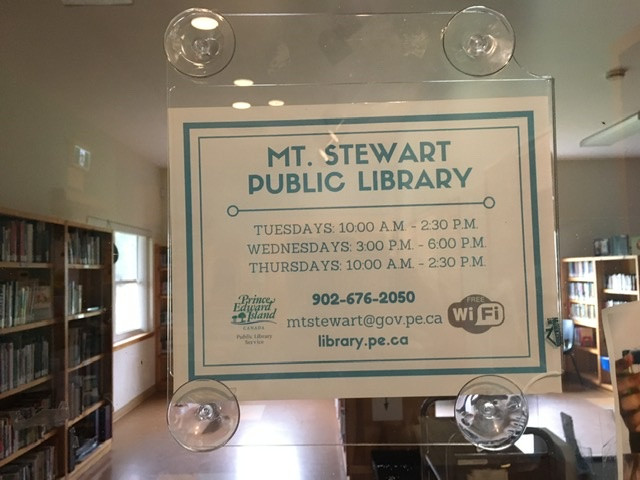 MT. STEWART
PUBLIC LIBRARY
TUESDAYS: 10:00 A.M. - 2:30 P.M.
WEDNESDAYS: 3:00 P.M. - 6:00 P.M.
THURSDAYS: 10:00 A.M. - 2:30 P.M.
Prince
Edward
Island
CANADA
Public Library
Service
902-676-2050
mtstewart@gov.pe.ca
library.pe.ca
FREE
WiFi